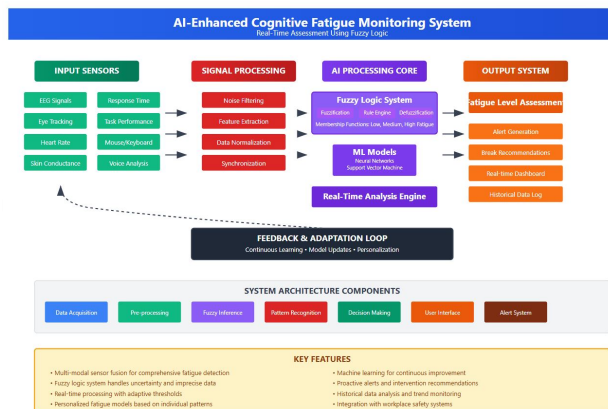 AI-Enhanced Cognitive Fatigue Monitoring System
Real-Time Assessment Using Fuzzy Logic
INPUT SENSORS
EEG Signals
Response Time
Eye Tracking
Task Performance
Heart Rate
Mouse/Keyboard
Skin Conductance
Voice Analysis
SIGNAL PROCESSING
Noise Filtering
Feature Extraction
Data Normalization
Synchronization
AI PROCESSING CORE
Fuzzy Logic System
Fuzzification Rule Engine Defuzzification
Membership Functions: Low, Medium, High Fatigue
ML Models
Neural Networks
Support Vector Machine
Real-Time Analysis Engine
OUTPUT SYSTEM
Fatigue Level Assessment
Alert Generation
Break Recommendations
Real-time Dashboard
Historical Data Log
FEEDBACK & ADAPTATION LOOP
Continuous Learning • Model Updates • Personalization
SYSTEM ARCHITECTURE COMPONENTS
Data Acquisition
Pre-processing
Fuzzy Inference
Pattern Recognition
Decision Making
User Interface
Alert System
KEY FEATURES
• Multi-modal sensor fusion for comprehensive fatigue detection
• Fuzzy logic system handles uncertainty and imprecise data
• Real-time processing with adaptive thresholds
• Personalized fatigue models based on individual patterns
• Machine learning for continuous improvement
• Proactive alerts and intervention recommendations
• Historical data analysis and trend monitoring
• Integration with workplace safety systems